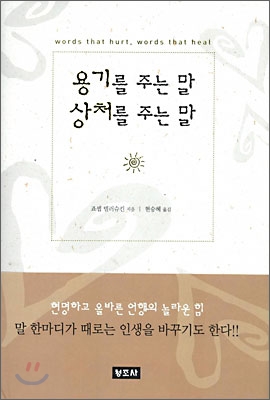 words that hurt, words that heal
용기를 주는 말
상처를 주는 말
조셉 텔러슈킨 지음 | 현승혜 옮김
현명하고 올바른 언행의 놀라운 힘
말 한마디가 때로는 인생을 바꾸기도 한다!!
청조사
YES24